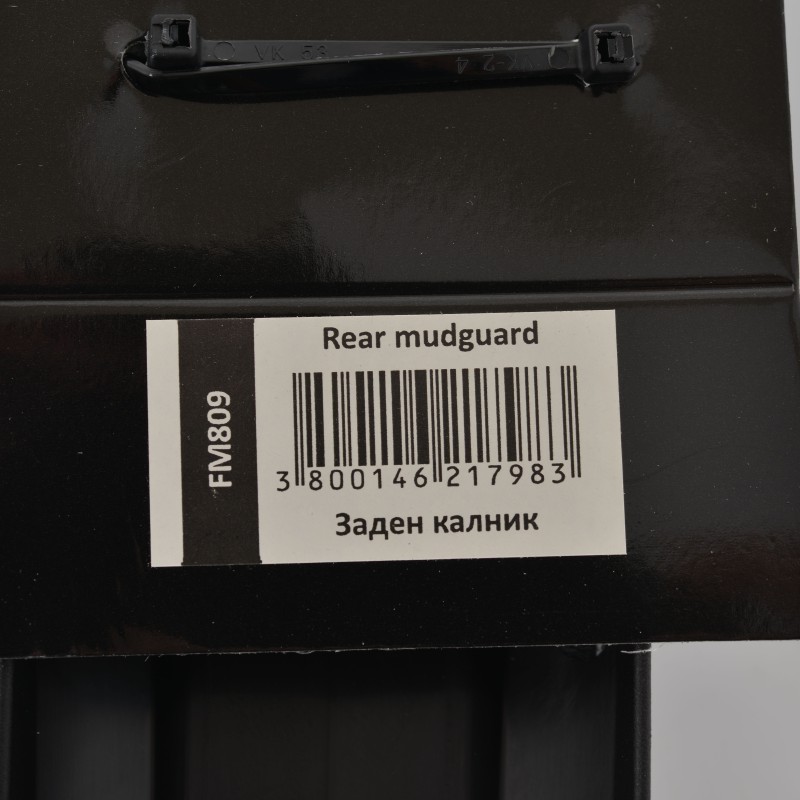 Rear mudguard
FM809
3 800146 217983
Заден калник